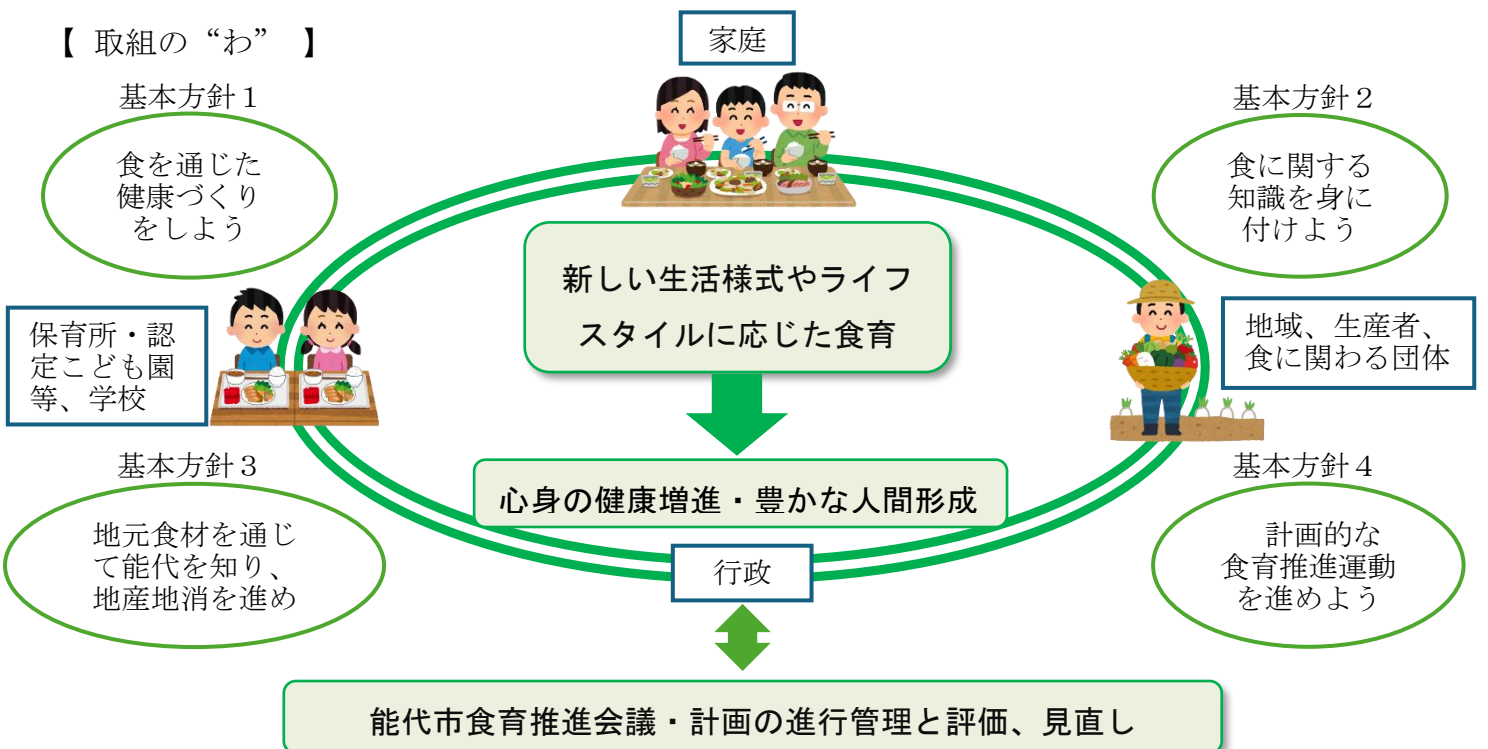 【 取組の“わ” 】
家庭
基本方針１
食を通じた
健康づくり
をしよう
基本方針２
食に関する
知識を身に
付けよう
新しい生活様式やライフ
スタイルに応じた食育
保育所・認
定こども園
等、学校
地域、生産者、
食に関わる団体
基本方針３
地元食材を通じ
て能代を知り、
地産地消を進め
心身の健康増進・豊かな人間形成
基本方針４
計画的な
食育推進運動
を進めよう
行政
能代市食育推進会議・計画の進行管理と評価、見直し